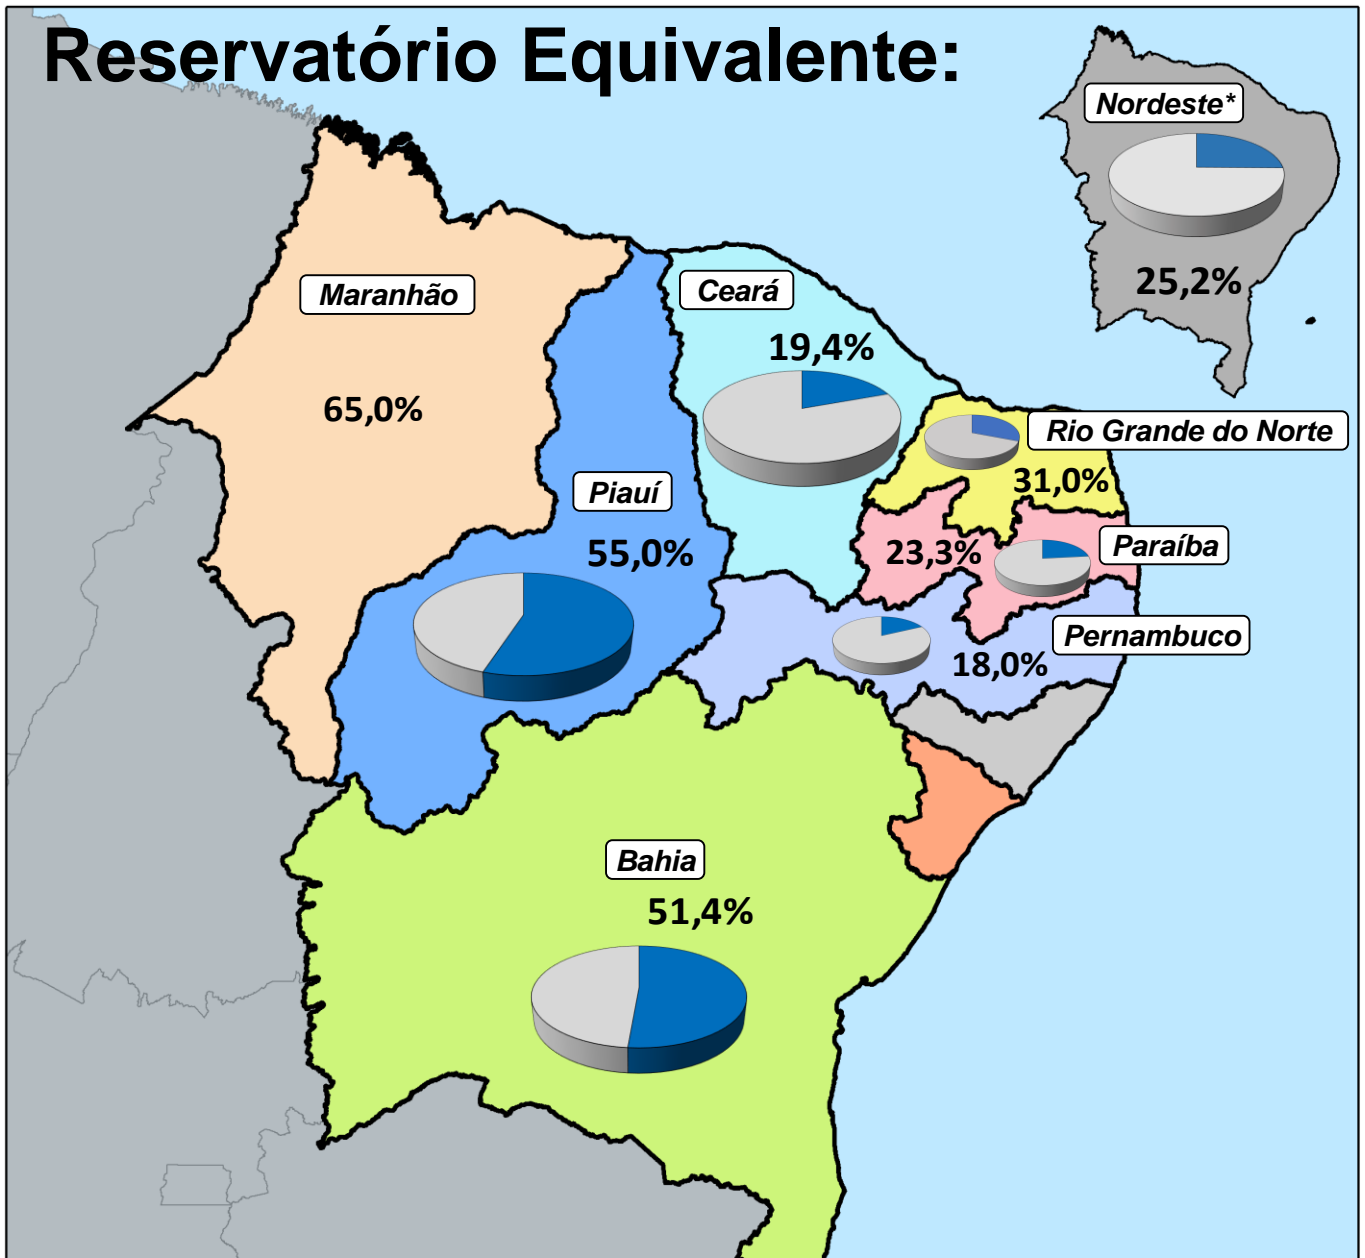 Reservatório Equivalente:
Nordeste*
25,2%
Maranhão
65,0%
Ceará
19,4%
Rio Grande do Norte
31,0%
Piauí
55,0%
Paraíba
23,3%
Pernambuco
18,0%
Bahia
51,4%